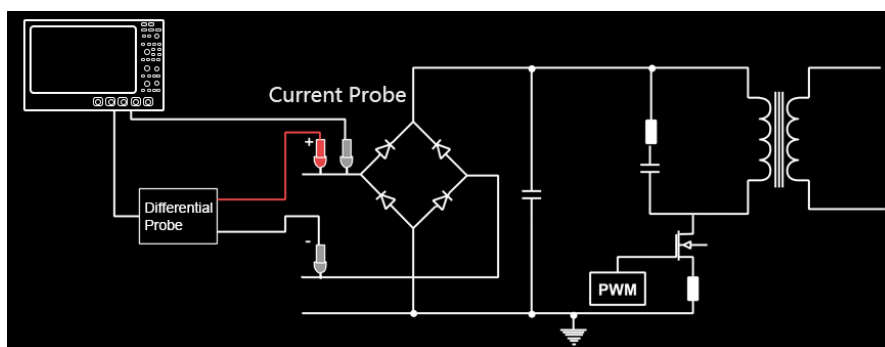 Current Probe
+
Differential
Probe
-
PWM